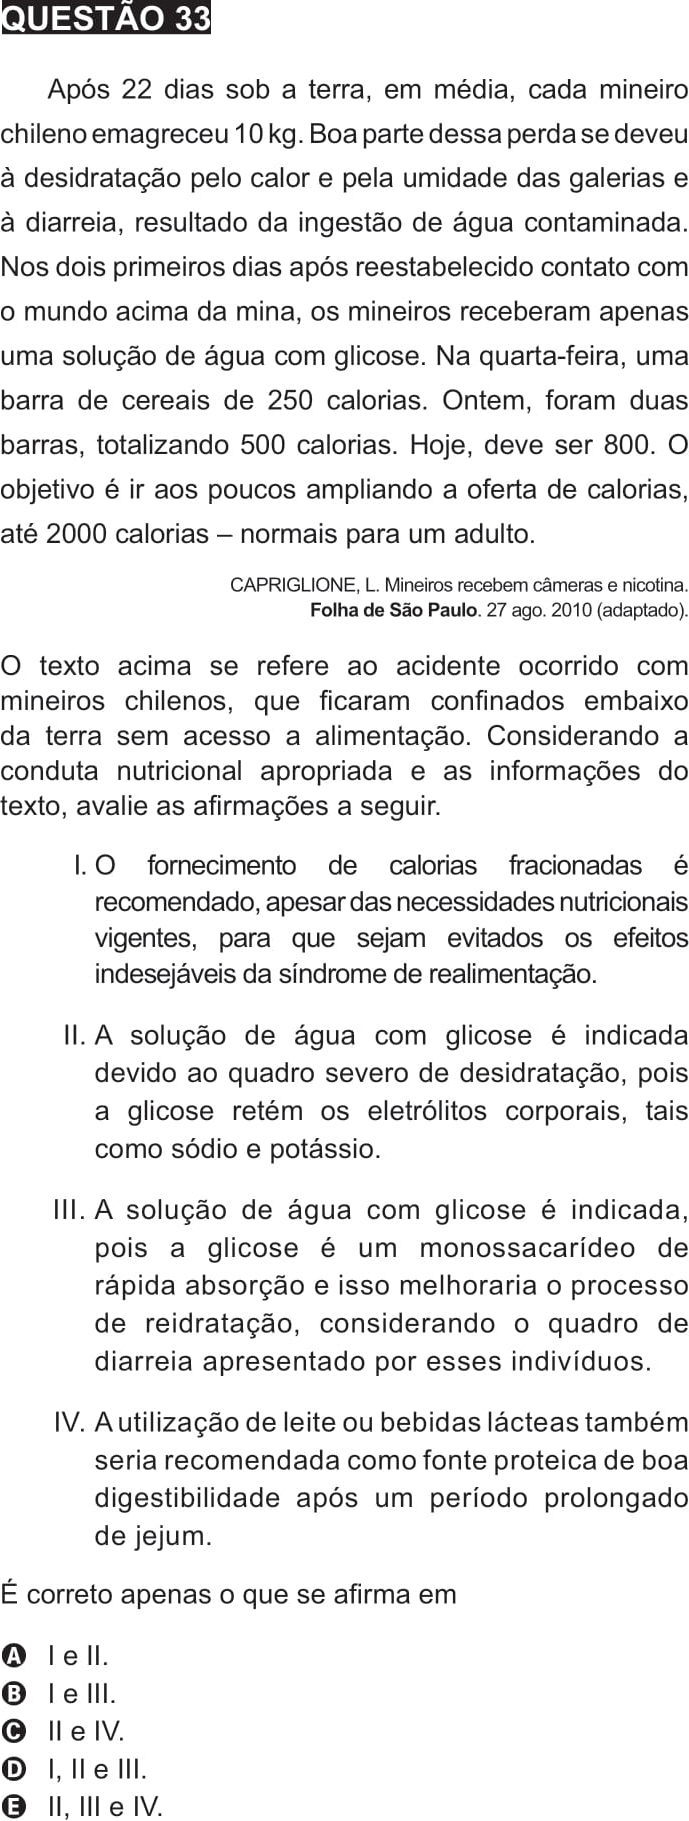 QUESTÃO 33
Após 22 dias sob a terra, em média, cada mineiro
chileno emagreceu 10 kg. Boa parte dessa perda se deveu
à desidratação pelo calor e pela umidade das galerias e
à diarreia, resultado da ingestão de água contaminada.
Nos dois primeiros dias após reestabelecido contato com
o mundo acima da mina, os mineiros receberam apenas
uma solução de água com glicose. Na quarta-feira, uma
barra de cereais de 250 calorias. Ontem, foram duas
barras, totalizando 500 calorias. Hoje, deve ser 800. O
objetivo é ir aos poucos ampliando a oferta de calorias,
até 2000 calorias – normais para um adulto.
CAPRIGLIONE, L. Mineiros recebem câmeras e nicotina.
Folha de São Paulo. 27 ago. 2010 (adaptado).
O texto acima se refere ao acidente ocorrido com
mineiros chilenos, que ficaram confinados embaixo
da terra sem acesso a alimentação. Considerando a
conduta nutricional apropriada e as informações do
texto, avalie as afirmações a seguir.
I. O fornecimento de calorias fracionadas é
recomendado, apesar das necessidades nutricionais
vigentes, para que sejam evitados os efeitos
indesejáveis da síndrome de realimentação.
II. A solução de água com glicose é indicada
devido ao quadro severo de desidratação, pois
a glicose retém os eletrólitos corporais, tais
como sódio e potássio.
III. A solução de água com glicose é indicada,
pois a glicose é um monossacarídeo de
rápida absorção e isso melhoraria o processo
de reidratação, considerando o quadro de
diarreia apresentado por esses indivíduos.
IV. A utilização de leite ou bebidas lácteas também
seria recomendada como fonte proteica de boa
digestibilidade após um período prolongado
de jejum.
É correto apenas o que se afirma em
A I e II.
B I e III.
C II e IV.
D I, II e III.
E II, III e IV.